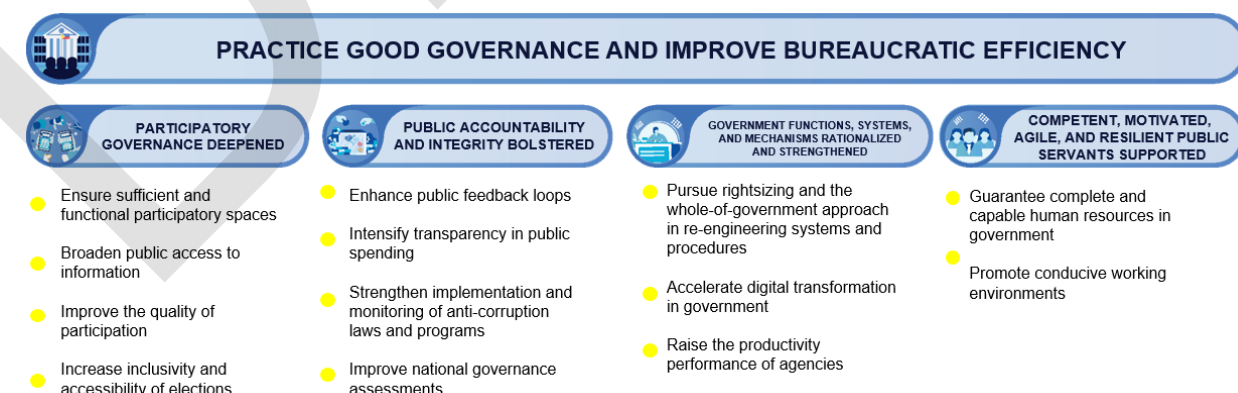 PRACTICE GOOD GOVERNANCE AND IMPROVE BUREAUCRATIC EFFICIENCY
PARTICIPATORY
GOVERNANCE DEEPENED
Ensure sufficient and
functional participatory spaces
Broaden public access to
information
Improve the quality of
participation
Increase inclusivity and
accessibility of elections
PUBLIC ACCOUNTABILITY
AND INTEGRITY BOLSTERED
Enhance public feedback loops
Intensify transparency in public
spending
Strengthen implementation and
monitoring of anti-corruption
laws and programs
Improve national governance
assessments
GOVERNMENT FUNCTIONS, SYSTEMS,
AND MECHANISMS RATIONALIZED
AND STRENGTHENED
Pursue rightsizing and the
whole-of-government approach
in re-engineering systems and
procedures
Accelerate digital transformation
in government
Raise the productivity
performance of agencies
COMPETENT, MOTIVATED,
AGILE, AND RESILIENT PUBLIC
SERVANTS SUPPORTED
Guarantee complete and
capable human resources in
government
Promote conducive working
environments